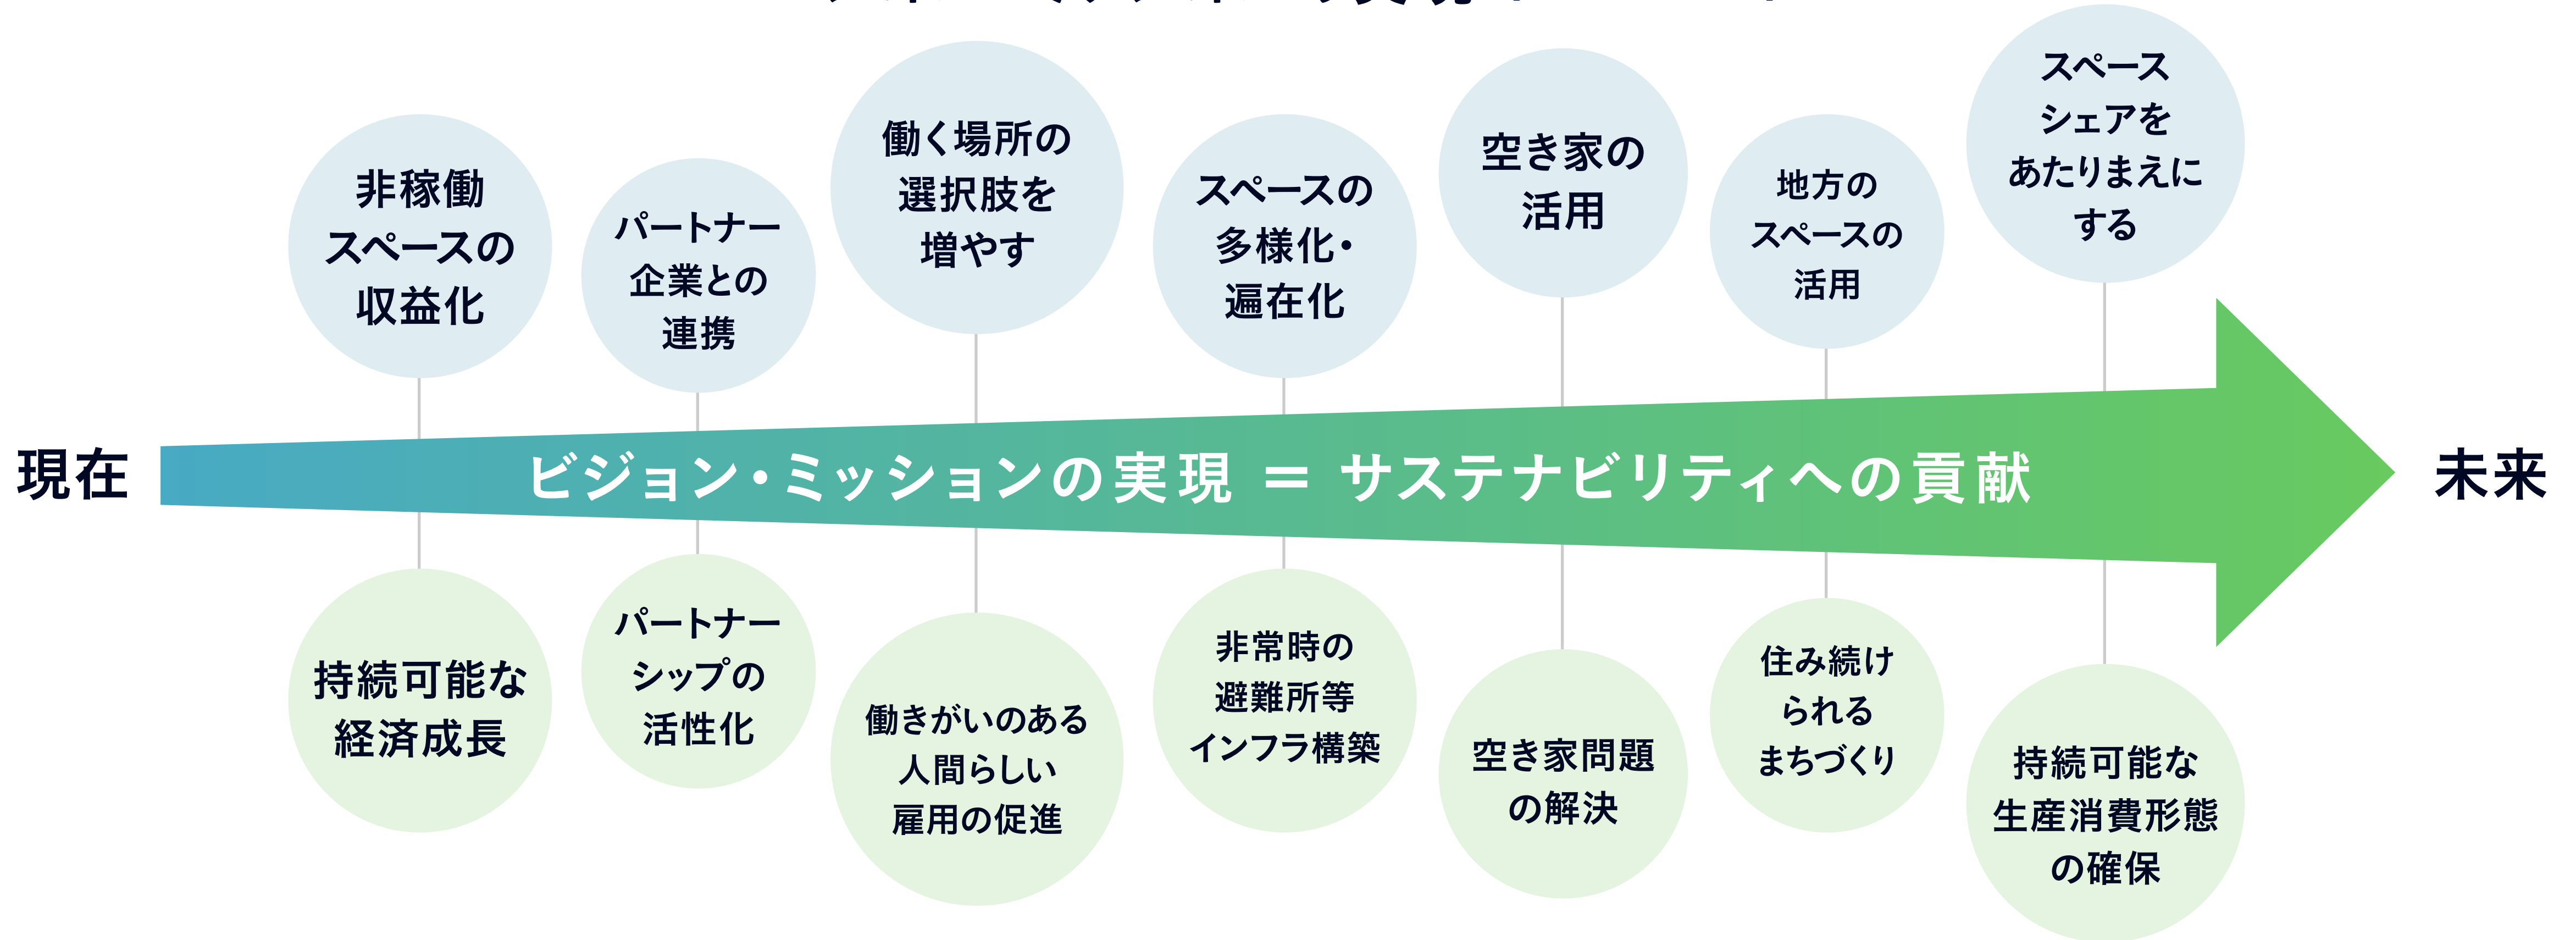 非稼働
スペースの
収益化
パートナー
企業との
連携
働く場所の
選択肢を
増やす
スペースの
多様化・
遍在化
空き家の
活用
地方の
スペースの
活用
スペース
シェアを
あたりまえに
する
現在
ビジョン・ミッションの実現 = サステナビリティへの貢献
未来
持続可能な
経済成長
パートナー
シップの
活性化
働きがいのある
人間らしい
雇用の促進
非常時の
避難所等
インフラ構築
空き家問題
の解決
住み続け
られる
まちづくり
持続可能な
生産消費形態
の確保